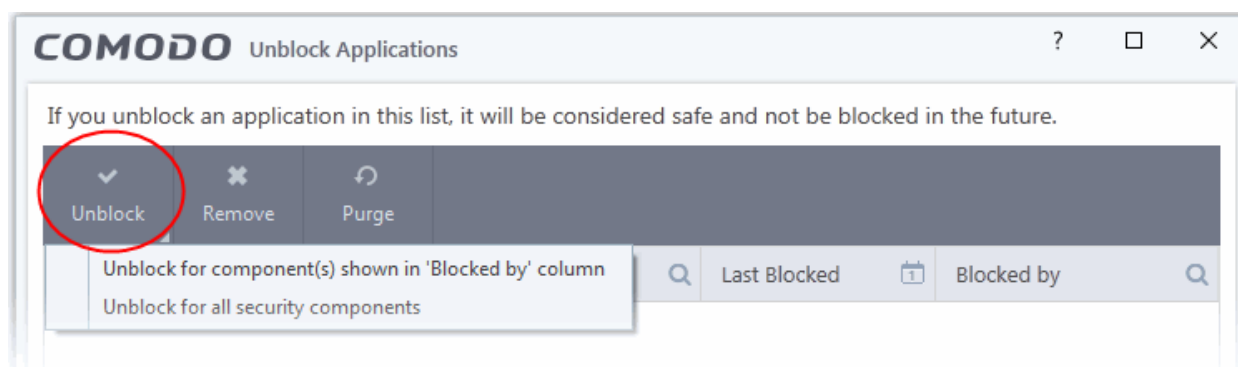 COMODO Unblock Applications ?
If you unblock an application in this list, it will be considered safe and not be blocked in the future.
Unblock Remove Purge
Unblock for component(s) shown in 'Blocked by' column Last Blocked 1 Blocked by
Unblock for all security components